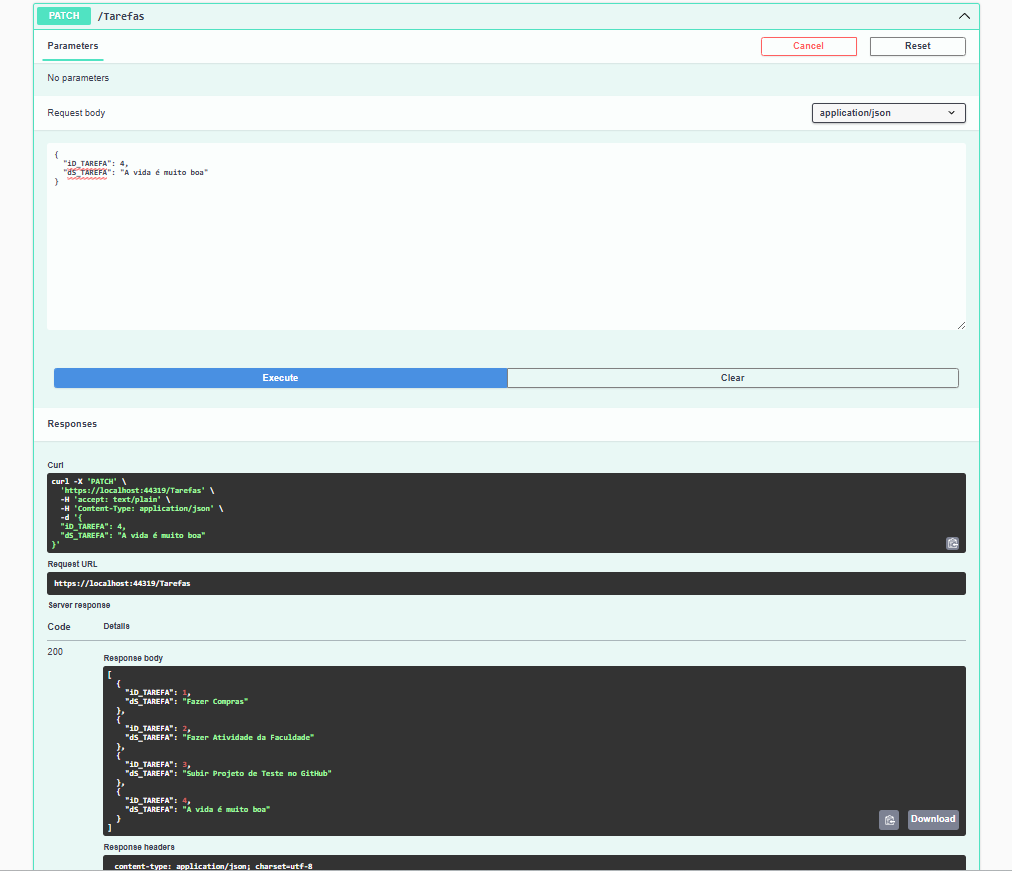 PATCH /Tarefas
Parameters
Cancel
Reset
No parameters
Request body
application/json
{
"iD_TAREFA": 4,
"dS_TAREFA": "A vida é muito boa"
}
Execute
Clear
Responses
Curl
curl -X 'PATCH' \
'https://localhost:44319/Tarefas' \
-H 'accept: text/plain' \
-H 'Content-Type: application/json' \
-d '{
"iD_TAREFA": 4,
"dS_TAREFA": "A vida é muito boa"
}'
Request URL
https://localhost:44319/Tarefas
Server response
Code Details
200
Response body
[
{
"iD_TAREFA": 1,
"dS_TAREFA": "Fazer Compras"
},
{
"iD_TAREFA": 2,
"dS_TAREFA": "Fazer Atividade da Faculdade"
},
{
"iD_TAREFA": 3,
"dS_TAREFA": "Subir Projeto de Teste no GitHub"
},
{
"iD_TAREFA": 4,
"dS_TAREFA": "A vida é muito boa"
}
]
Download
Response headers
content-type: application/json; charset=utf-8